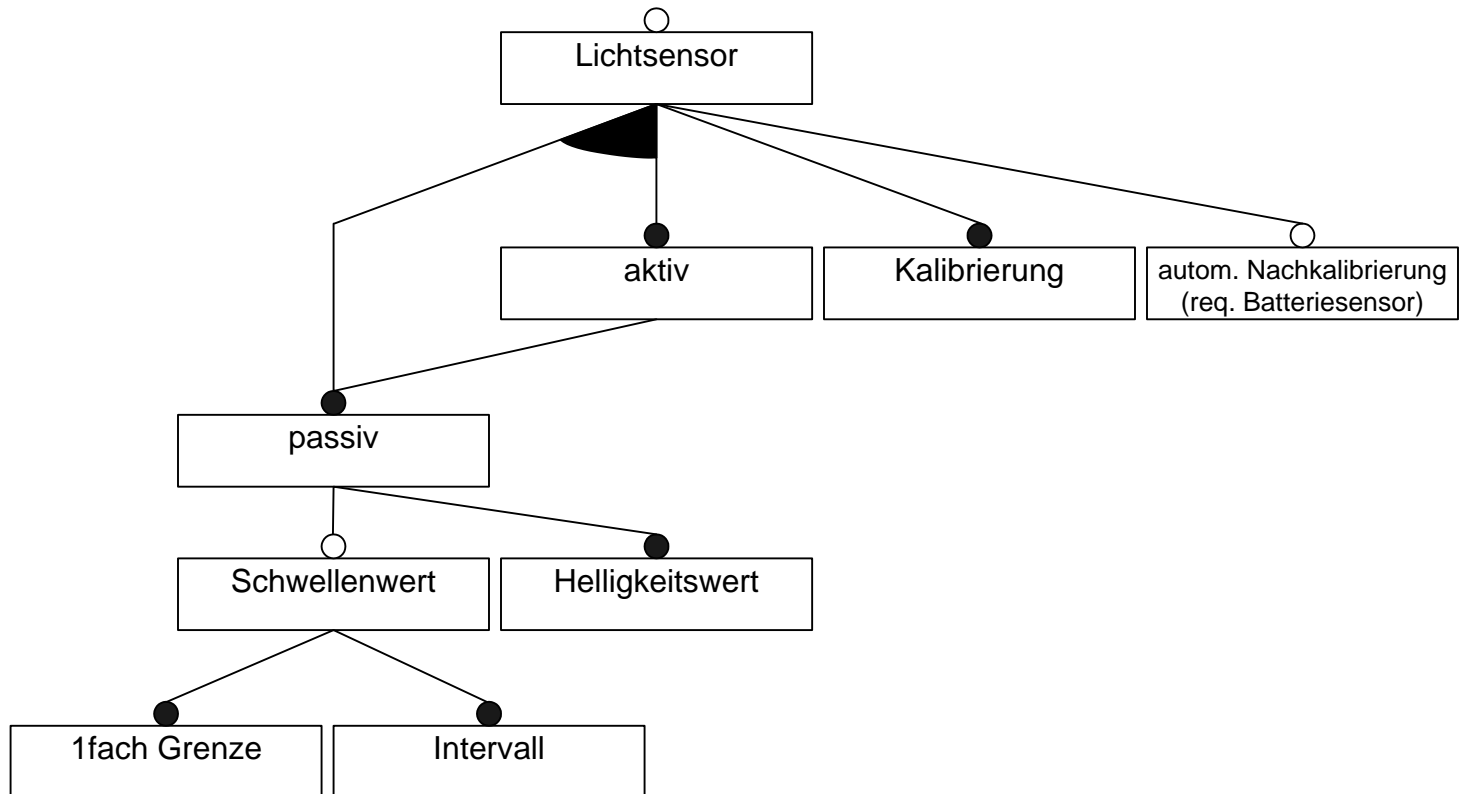 Lichtsensor
aktiv
Kalibrierung
autom. Nachkalibrierung
(req. Batteriesensor)
passiv
Schwellenwert
Helligkeitswert
1fach Grenze
Intervall